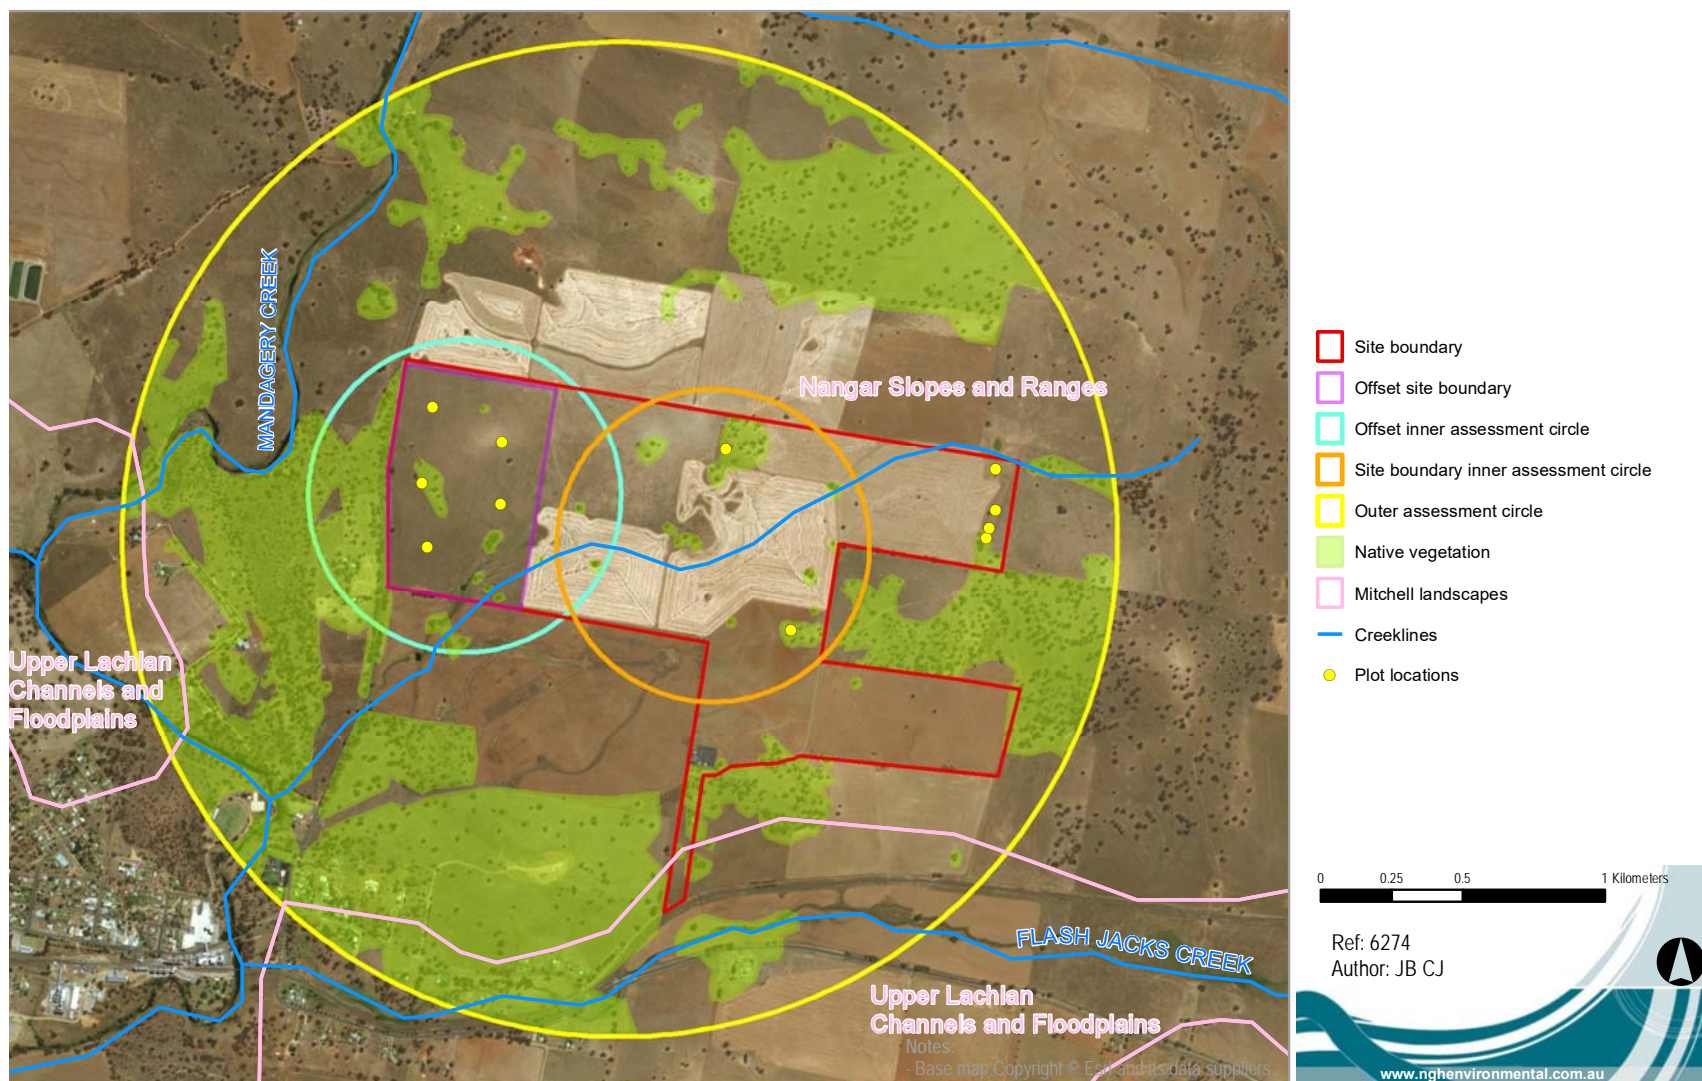 MANDAGERY CREEK
Nangar Slopes and Ranges
Upper Lachlan
Channels and
Floodplains
FLASH JACKS CREEK
Upper Lachlan
Channels and Floodplains
Notes:
- Base map Copyright © Esri and its data suppliers.
Site boundary
Offset site boundary
Offset inner assessment circle
Site boundary inner assessment circle
Outer assessment circle
Native vegetation
Mitchell landscapes
Creeklines
Plot locations
0 0.25 0.5 1 Kilometers
Ref: 6274
Author: JB CJ
www.nghenvironmental.com.au